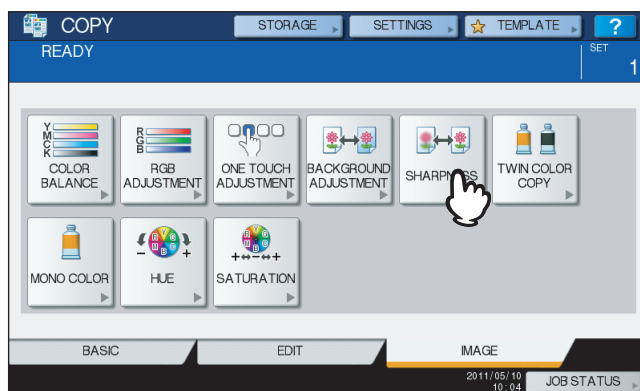 COPY
STORAGE
SETTINGS
TEMPLATE
?
READY
SET
1
Y
M
C
K
COLOR
BALANCE
R
G
B
RGB
ADJUSTMENT
ONE TOUCH
ADJUSTMENT
BACKGROUND
ADJUSTMENT
SHARPNESS
TWIN COLOR
COPY
MONO COLOR
HUE
SATURATION
BASIC
EDIT
IMAGE
2011/05/10
10:04
JOB STATUS